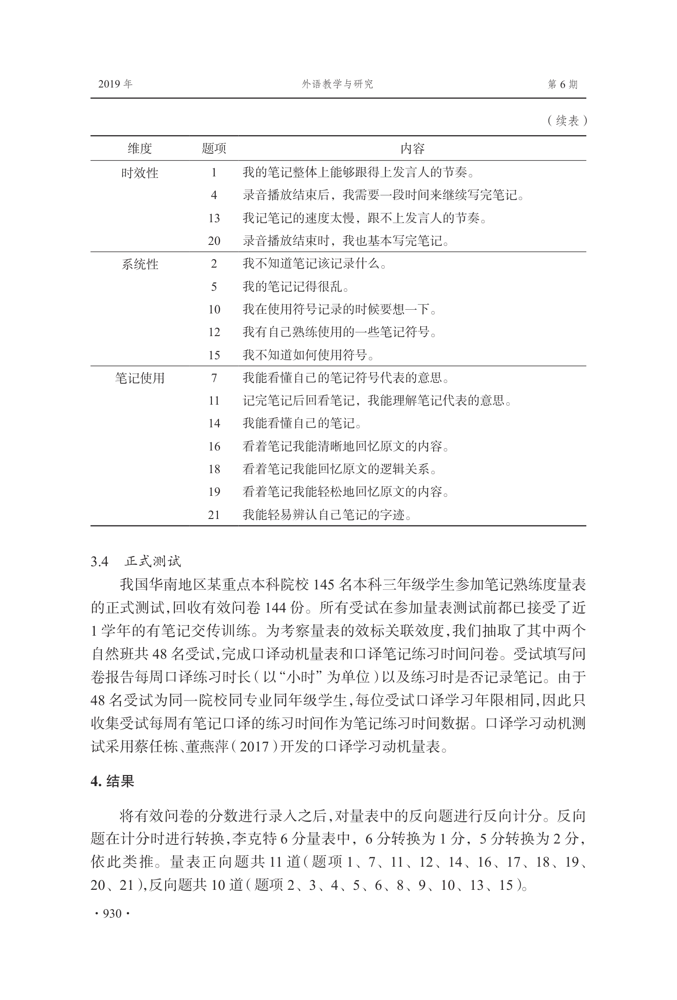 2019 年 外语教学与研究 第 6 期
（续表）
维度 题项 内容
时效性 1 我的笔记整体上能够跟得上发言人的节奏。
4 录音播放结束后，我需要一段时间来继续写完笔记。
13 我记笔记的速度太慢，跟不上发言人的节奏。
20 录音播放结束时，我也基本写完笔记。
系统性 2 我不知道笔记该记录什么。
5 我的笔记记得很乱。
10 我在使用符号记录的时候要想一下。
12 我有自己熟练使用的一些笔记符号。
15 我不知道如何使用符号。
笔记使用 7 我能看懂自己的笔记符号代表的意思。
11 记完笔记后回看笔记，我能理解笔记代表的意思。
14 我能看懂自己的笔记。
16 看着笔记我能清晰地回忆原文的内容。
18 看着笔记我能回忆原文的逻辑关系。
19 看着笔记我能轻松地回忆原文的内容。
21 我能轻易辨认自己笔记的字迹。
3.4 正式测试
我国华南地区某重点本科院校 145 名本科三年级学生参加笔记熟练度量表
的正式测试，回收有效问卷 144 份。所有受试在参加量表测试前都已接受了近
1 学年的有笔记交传训练。为考察量表的效标关联效度，我们抽取了其中两个
自然班共 48 名受试，完成口译动机量表和口译笔记练习时间问卷。受试填写问
卷报告每周口译练习时长（以“小时”为单位）以及练习时是否记录笔记。由于
48 名受试为同一院校同专业同年级学生，每位受试口译学习年限相同，因此只
收集受试每周有笔记口译的练习时间作为笔记练习时间数据。口译学习动机测
试采用蔡任栋、董燕萍（2017）开发的口译学习动机量表。
4. 结果
将有效问卷的分数进行录入之后，对量表中的反向题进行反向计分。反向
题在计分时进行转换，李克特 6 分量表中，6 分转换为 1 分，5 分转换为 2 分，
依此类推。量表正向题共 11 道（题项 1、7、11、12、14、16、17、18、19、
20、21），反向题共 10 道（题项 2、3、4、5、6、8、9、10、13、15）。
·930·